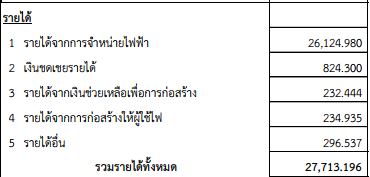 รายได้
1 รายได้จากการจำหน่ายไฟฟ้า 26,124.980
2 เงินชดเชยรายได้ 824.300
3 รายได้จากเงินช่วยเหลือเพื่อการก่อสร้าง 232.444
4 รายได้จากการก่อสร้างให้ผู้ใช้ไฟ 234.935
5 รายได้อื่น 296.537
รวมรายได้ทั้งหมด 27,713.196